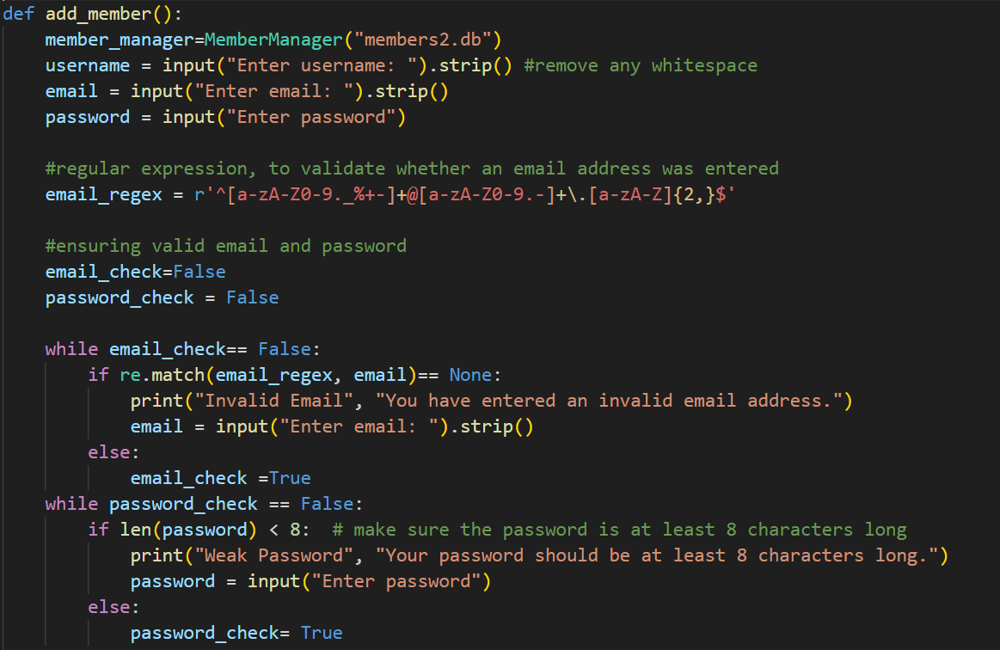 def add_member():
    member_manager=MemberManager("members2.db")
    username = input("Enter username: ").strip() #remove any whitespace
    email = input("Enter email: ").strip()
    password = input("Enter password")

    #regular expression, to validate whether an email address was entered
    email_regex = r'^[a-zA-Z0-9._%+-]+@[a-zA-Z0-9.-]+\.[a-zA-Z]{2,}$'

    #ensuring valid email and password
    email_check=False
    password_check = False

    while email_check== False:
        if re.match(email_regex, email)== None:
            print("Invalid Email", "You have entered an invalid email address.")
            email = input("Enter email: ").strip()
        else:
            email_check =True
    while password_check == False:
        if len(password) < 8:  # make sure the password is at least 8 characters long
            print("Weak Password", "Your password should be at least 8 characters long.")
            password = input("Enter password")
        else:
            password_check= True